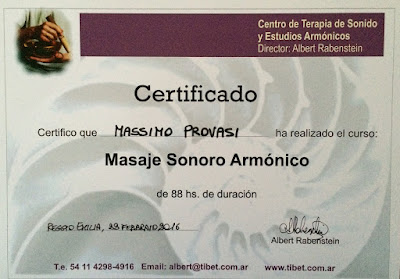 Centro de Terapia de Sonido
y Estudios Armónicos
Director: Albert Rabenstein
Certificado
Certifico que MASSIMO PROVASI ha realizado el curso:
Masaje Sonoro Armónico
de 88 hs. de duración
REGGIO EMILIA, 28 FEBBRAIO 2016
Albert Rabenstein
T.e. 54 11 4298-4916 Email: albert@tibet.com.ar www.tibet.com.ar